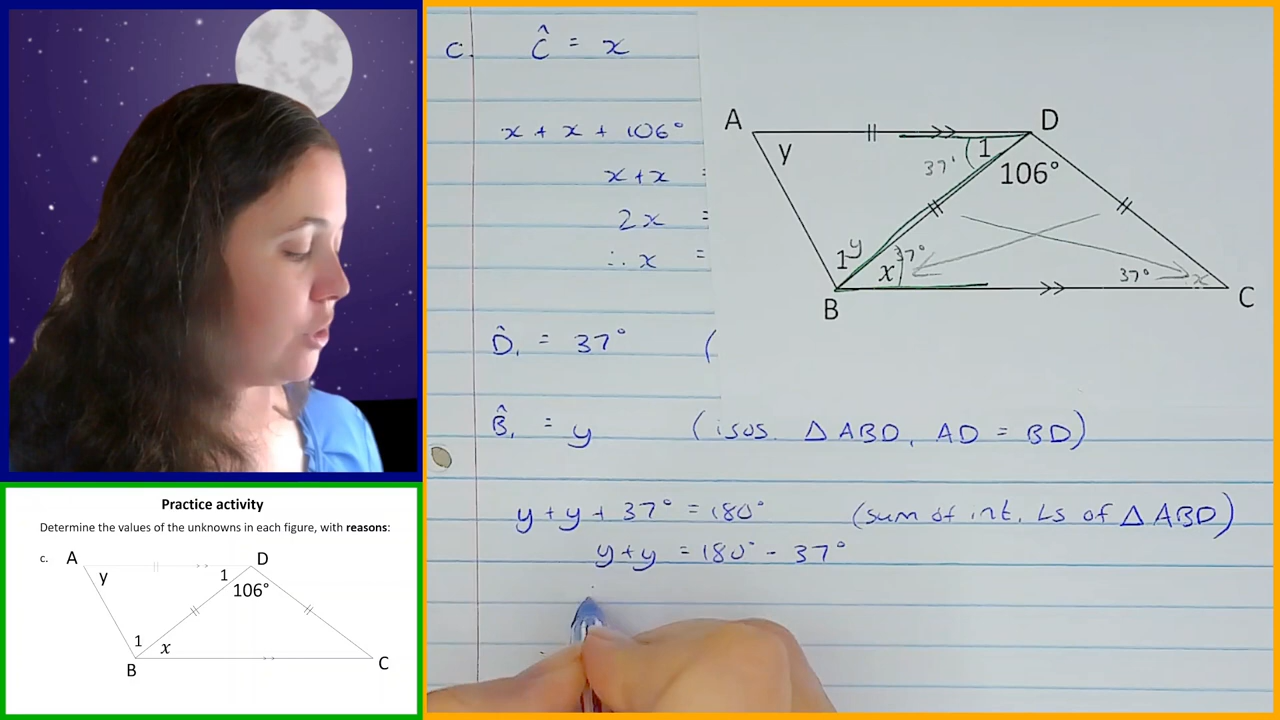 c. Ĉ = x
x + x + 106°
x + x =
2x =
∴ x =
D̂₁ = 37° (
B̂₁ = y (isos. △ABD, AD = BD)
y + y + 37° = 180° (sum of int. ∠s of △ABD)
y + y = 180° - 37°
A
D
y
1
37°
106°
y
1
x
37°
37°
x
B
C
Practice activity
Determine the values of the unknowns in each figure, with reasons:
c.
A
D
y
1
106°
1
x
B
C